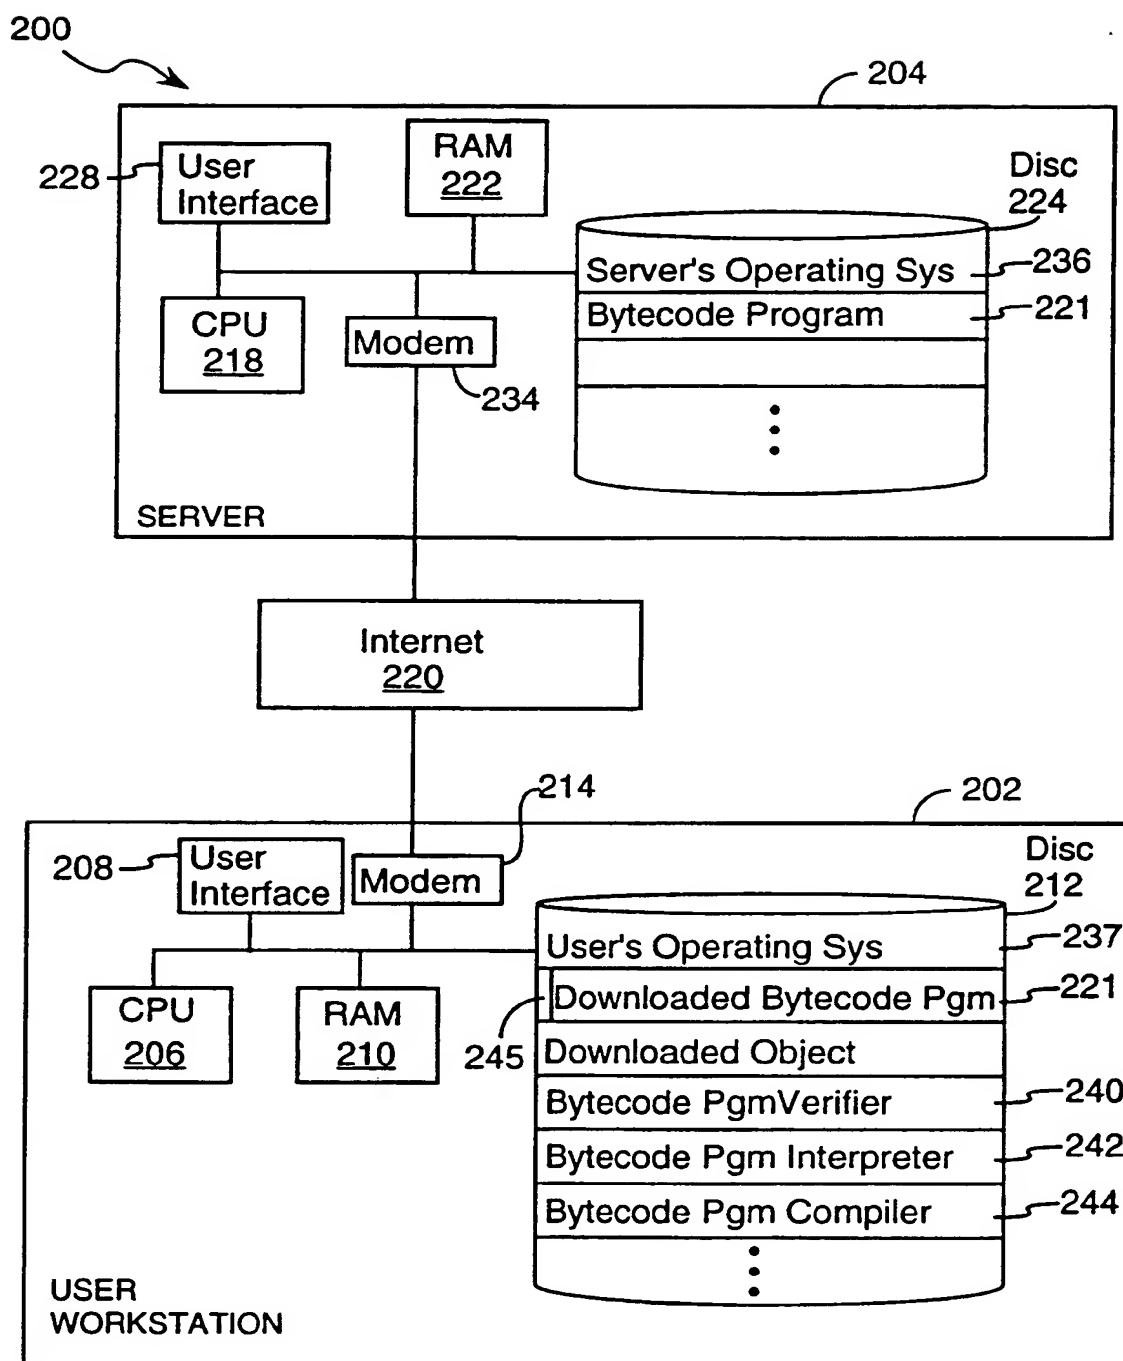 200
204
228
User
Interface
RAM
222
Disc
224
Server's Operating Sys
236
Bytecode Program
221
CPU
218
Modem
234
SERVER
Internet
220
214
202
208
User
Interface
Modem
Disc
212
User's Operating Sys
237
Downloaded Bytecode Pgm
221
CPU
206
RAM
210
245
Downloaded Object
Bytecode PgmVerifier
240
Bytecode Pgm Interpreter
242
Bytecode Pgm Compiler
244
USER
WORKSTATION